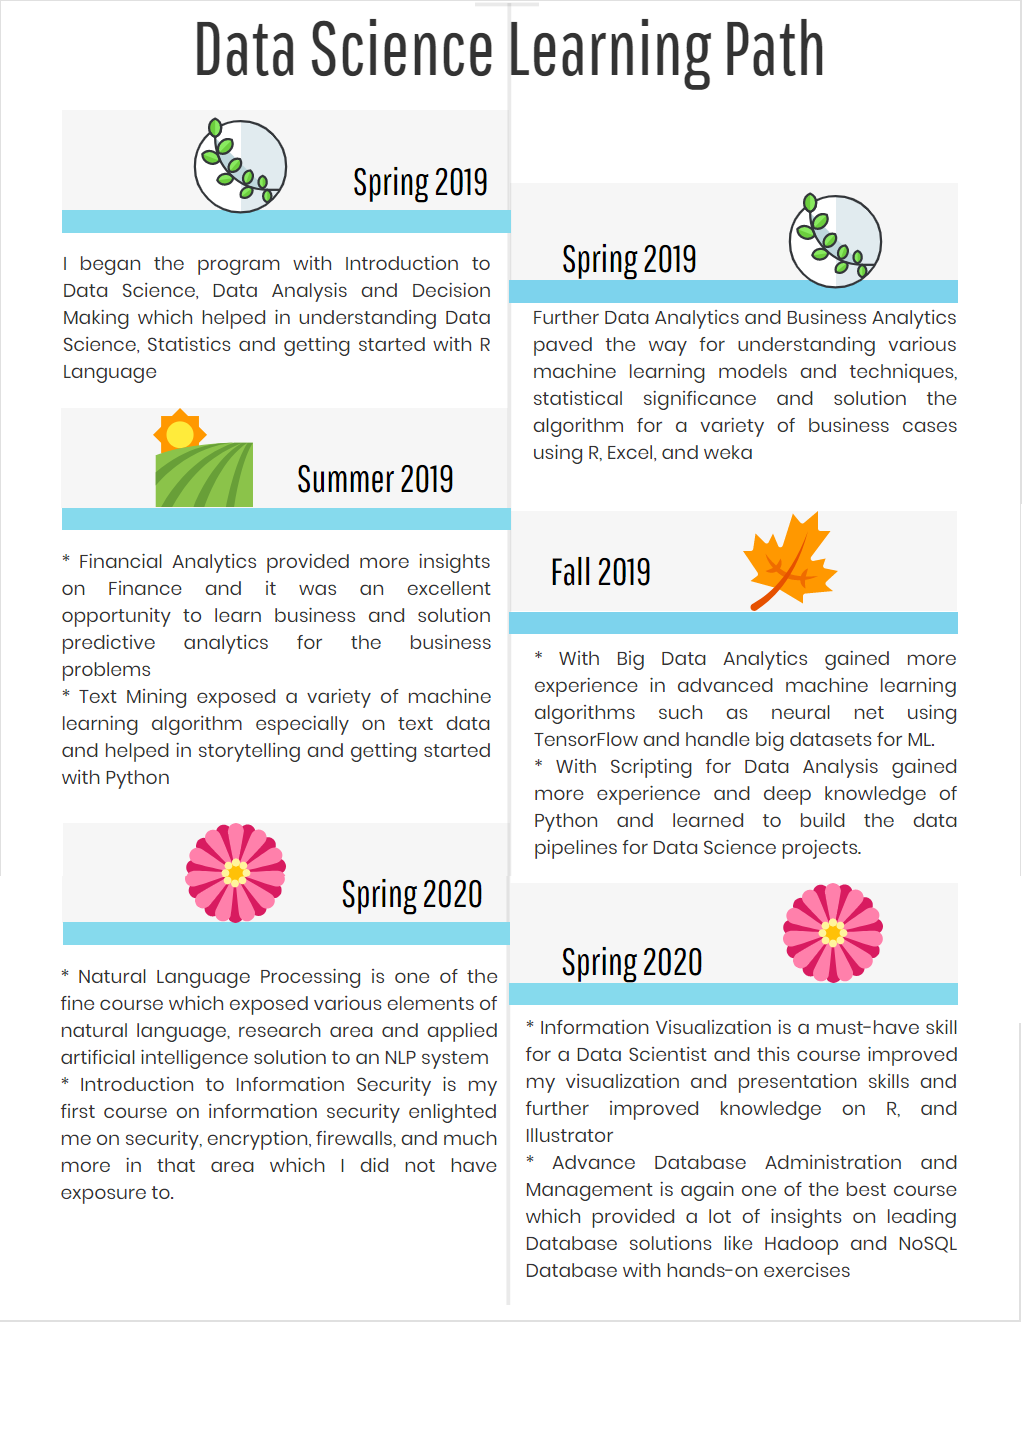 Data Science Learning Path
Spring 2019
I began the program with Introduction to
Data Science, Data Analysis and Decision
Making which helped in understanding Data
Science, Statistics and getting started with R
Language
Spring 2019
Further Data Analytics and Business Analytics
paved the way for understanding various
machine learning models and techniques,
statistical significance and solution the
algorithm for a variety of business cases
using R, Excel, and weka
Summer 2019
* Financial Analytics provided more insights
on Finance and it was an excellent
opportunity to learn business and solution
predictive analytics for the business
problems
* Text Mining exposed a variety of machine
learning algorithm especially on text data
and helped in storytelling and getting started
with Python
Fall 2019
* With Big Data Analytics gained more
experience in advanced machine learning
algorithms such as neural net using
TensorFlow and handle big datasets for ML.
* With Scripting for Data Analysis gained
more experience and deep knowledge of
Python and learned to build the data
pipelines for Data Science projects.
Spring 2020
* Natural Language Processing is one of the
fine course which exposed various elements of
natural language, research area and applied
artificial intelligence solution to an NLP system
* Introduction to Information Security is my
first course on information security enlighted
me on security, encryption, firewalls, and much
more in that area which I did not have
exposure to.
Spring 2020
* Information Visualization is a must-have skill
for a Data Scientist and this course improved
my visualization and presentation skills and
further improved knowledge on R, and
Illustrator
* Advance Database Administration and
Management is again one of the best course
which provided a lot of insights on leading
Database solutions like Hadoop and NoSQL
Database with hands-on exercises